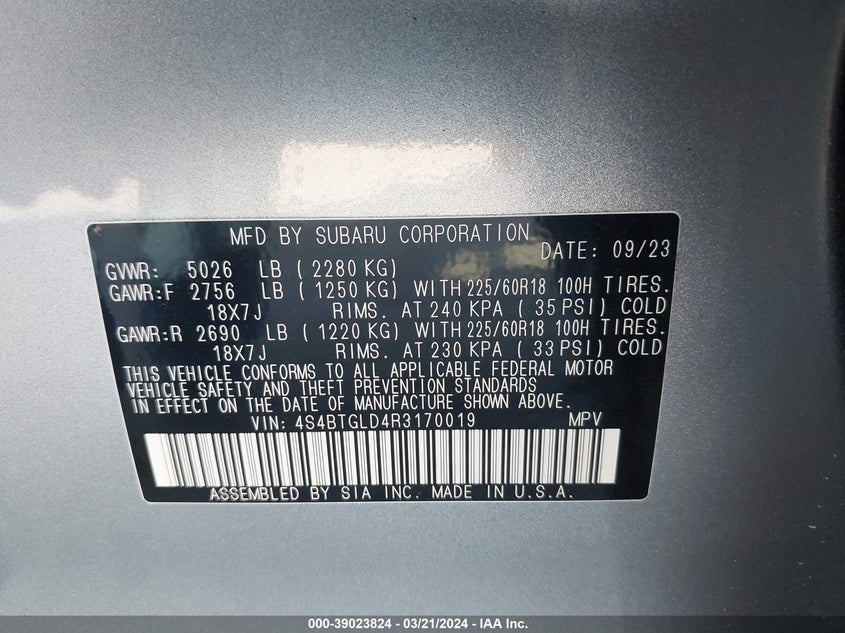 MFD BY SUBARU CORPORATION
DATE: 09/23
GVWR: 5026 LB ( 2280 KG)
GAWR:F 2756 LB ( 1250 KG) WITH 225/60R18 100H TIRES.
18X7J RIMS. AT 240 KPA ( 35 PSI) COLD
GAWR:R 2690 LB ( 1220 KG) WITH 225/60R18 100H TIRES.
18X7J RIMS. AT 230 KPA ( 33 PSI) COLD
THIS VEHICLE CONFORMS TO ALL APPLICABLE FEDERAL MOTOR
VEHICLE SAFETY AND THEFT PREVENTION STANDARDS
IN EFFECT ON THE DATE OF MANUFACTURE SHOWN ABOVE.
VIN: 4S4BTGLD4R3170019 MPV
ASSEMBLED BY SIA INC. MADE IN U.S.A.
000-39023824 - 03/21/2024 - IAA Inc.